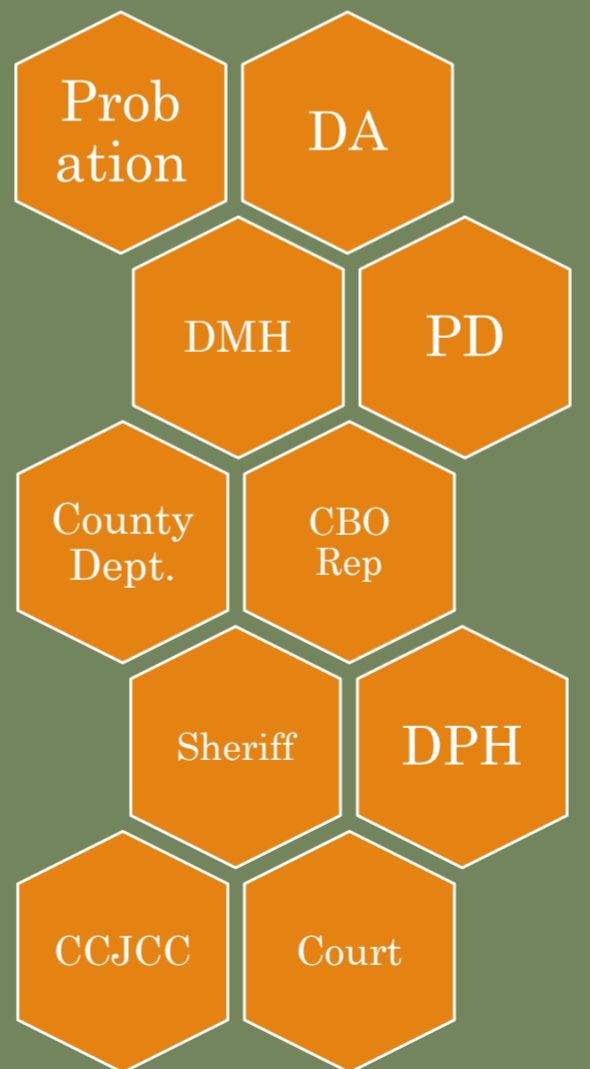 Prob
ation
DA
DMH
PD
County
Dept.
CBO
Rep
Sheriff
DPH
CCJCC
Court